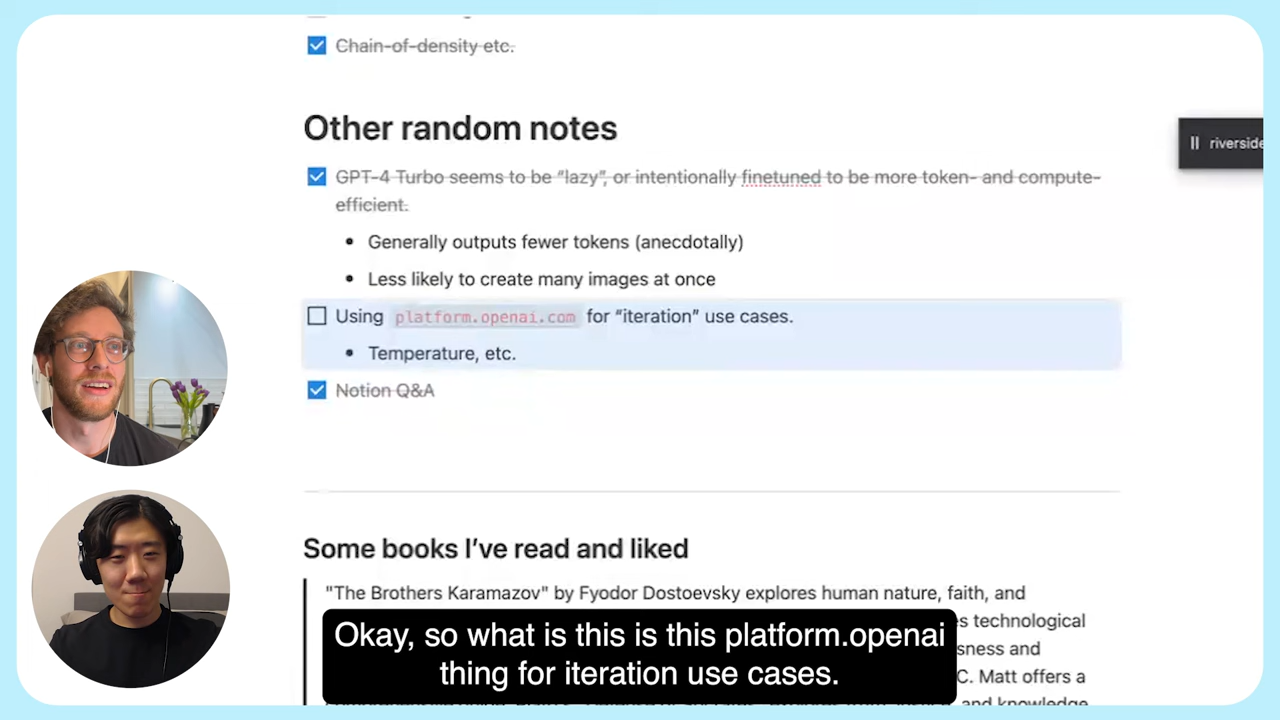 Chain-of-density etc.
Other random notes
riverside
GPT-4 Turbo seems to be “lazy”, or intentionally finetuned to be more token- and compute-
efficient.
Generally outputs fewer tokens (anecdotally)
Less likely to create many images at once
Using platform.openai.com for “iteration” use cases.
Temperature, etc.
Notion Q&A
Some books I’ve read and liked
"The Brothers Karamazov" by Fyodor Dostoevsky explores human nature, faith, and
technological
and
C. Matt offers a
and knowledge
Okay, so what is this is this platform.openai
thing for iteration use cases.